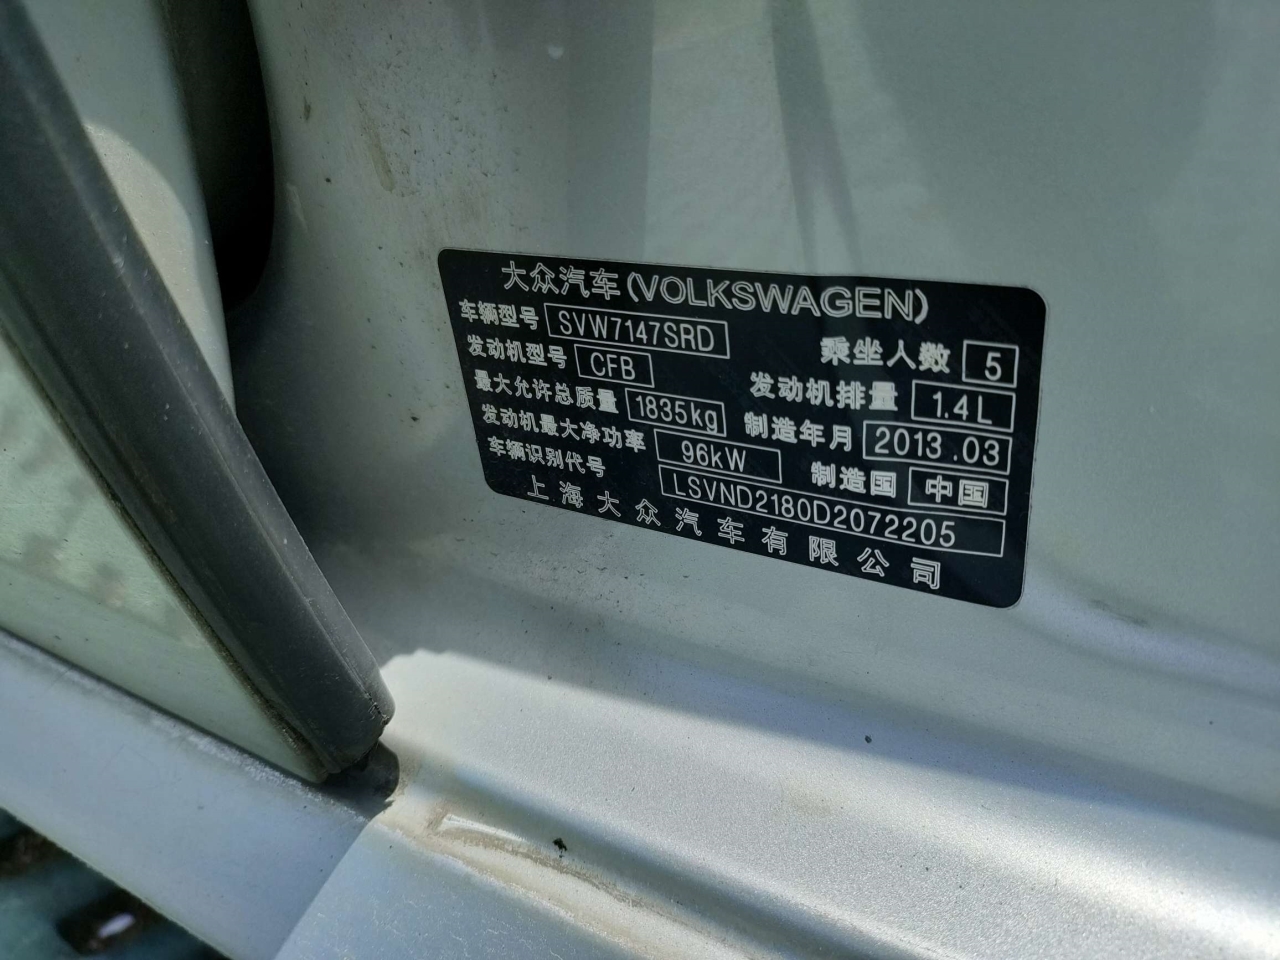 大众汽车(VOLKSWAGEN)
车辆型号 SVW7147SRD 乘坐人数 5
发动机型号 CFB 发动机排量 1.4L
最大允许总质量 1835kg 制造年月 2013.03
发动机最大净功率 96kW 制造国 中国
车辆识别代号 LSVND2180D2072205
上海大众汽车有限公司